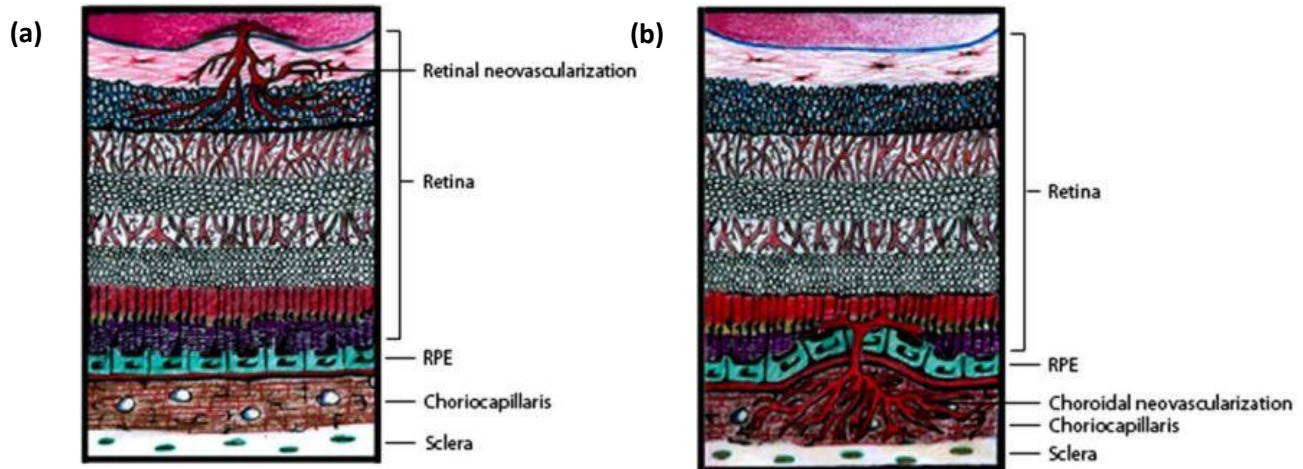 (a)
Retinal neovascularization
Retina
RPE
Choriocapillaris
Sclera
(b)
Retina
RPE
Choroidal neovascularization
Choriocapillaris
Sclera